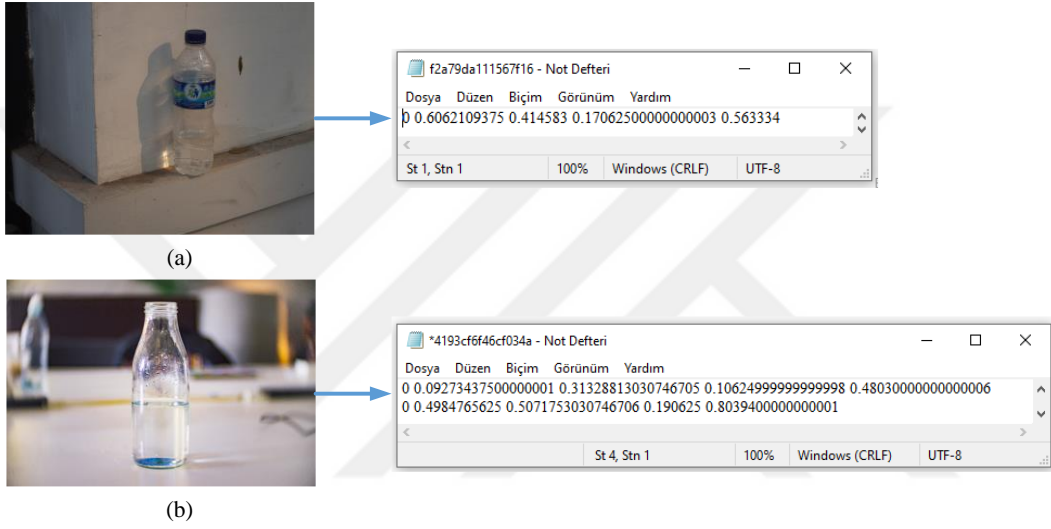 f2a79da111567f16 - Not Defteri
Dosya Düzen Biçim Görünüm Yardım
0 0.6062109375 0.414583 0.17062500000000003 0.563334
St 1, Stn 1 100% Windows (CRLF) UTF-8
(a)
*4193cf6f46cf034a - Not Defteri
Dosya Düzen Biçim Görünüm Yardım
0 0.09273437500000001 0.31328813030746705 0.10624999999999998 0.48030000000000006
0 0.4984765625 0.5071753030746706 0.190625 0.8039400000000001
St 4, Stn 1 100% Windows (CRLF) UTF-8
(b)